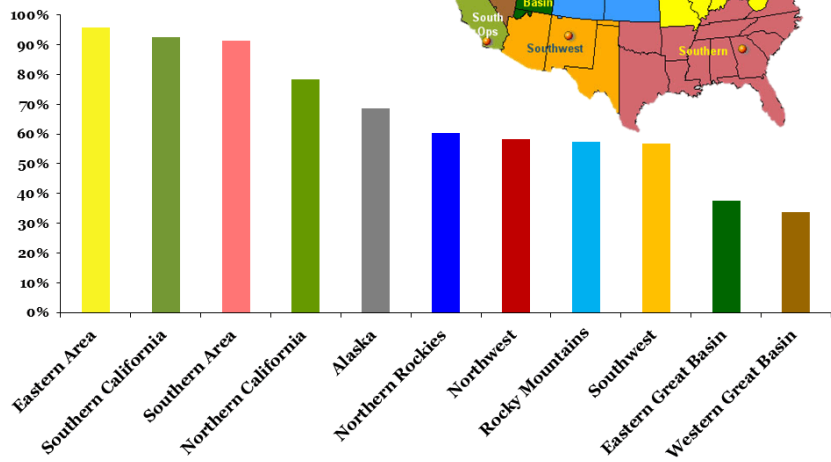 Basin
South
Ops
Southwest
Southern
100%
90%
80%
70%
60%
50%
40%
30%
20%
10%
0%
Eastern Area
Southern California
Southern Area
Northern California
Alaska
Northern Rockies
Northwest
Rocky Mountains
Southwest
Eastern Great Basin
Western Great Basin